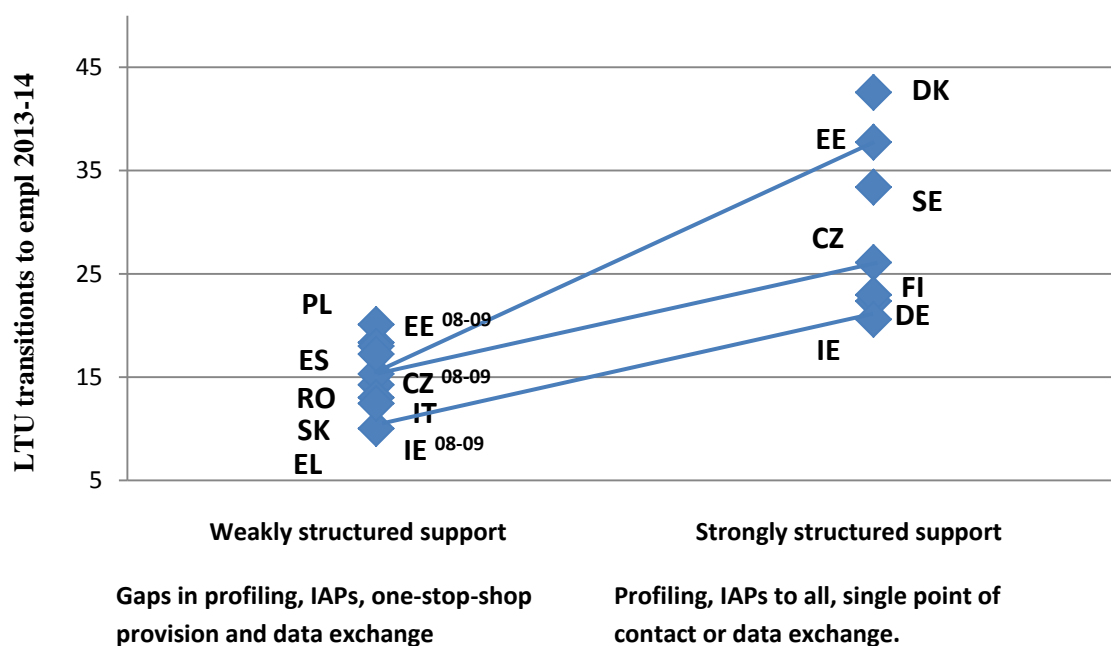 LTU transitionts to empl 2013-14
45
35
25
15
5
DK
EE
SE
CZ
FI
DE
IE
PL
EE 08-09
ES
CZ 08-09
RO
IT
SK
IE 08-09
EL
Weakly structured support
Strongly structured support
Gaps in profiling, IAPs, one-stop-shop
provision and data exchange
Profiling, IAPs to all, single point of
contact or data exchange.